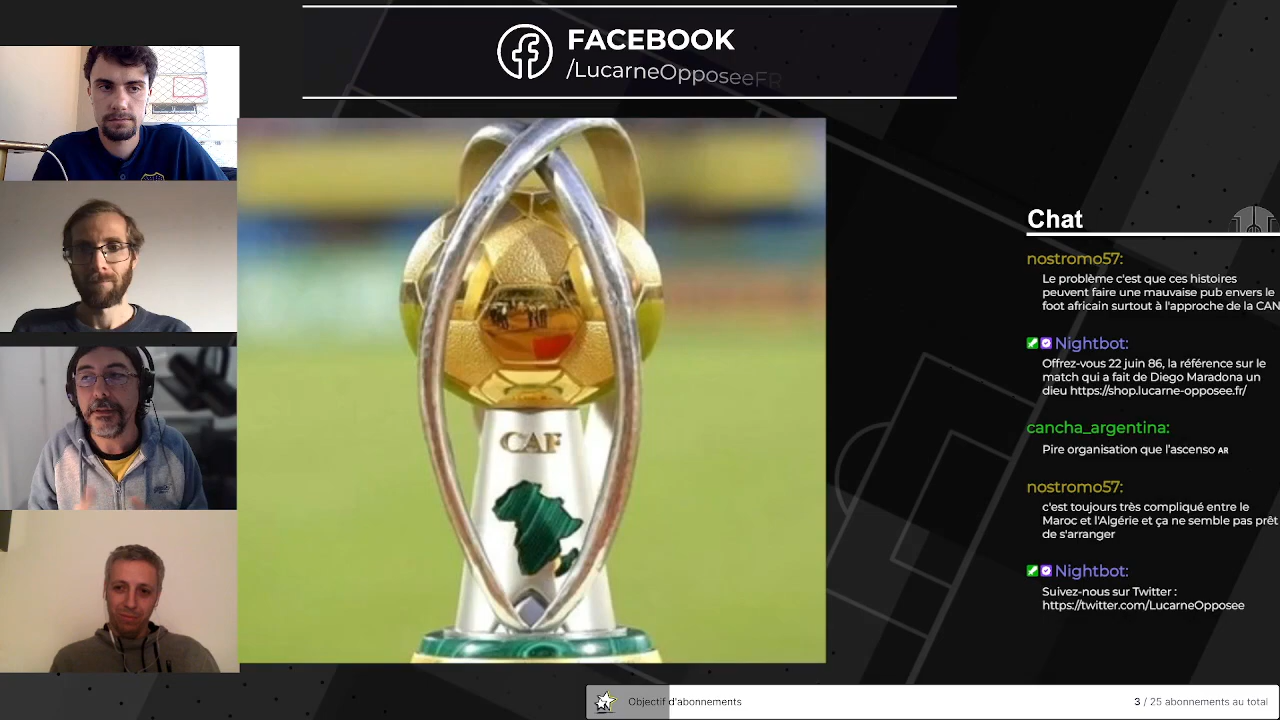 FACEBOOK
/LucarneOpposeeFR
CAF
Chat
nostromo57:
Le problème c'est que ces histoires
peuvent faire une mauvaise pub envers le
foot africain surtout à l'approche de la CAN
Nightbot:
Offrez-vous 22 juin 86, la référence sur le
match qui a fait de Diego Maradona un
dieu https://shop.lucarne-opposee.fr/
cancha_argentina:
Pire organisation que l'ascenso AR
nostromo57:
c'est toujours très compliqué entre le
Maroc et l'Algérie et ça ne semble pas prêt
de s'arranger
Nightbot:
Suivez-nous sur Twitter :
https://twitter.com/LucarneOpposee
Objectif d'abonnements
3 / 25 abonnements au total